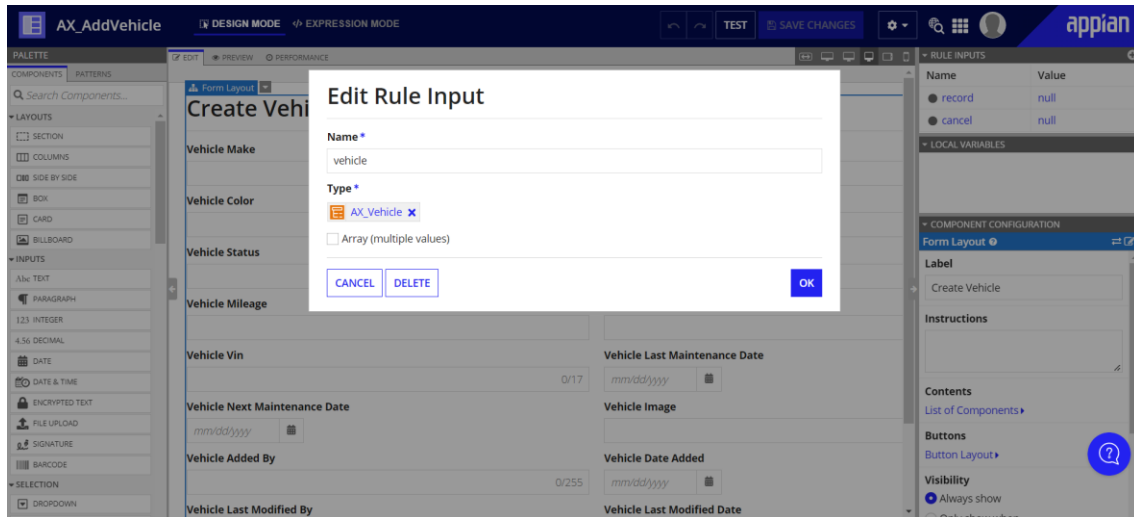 AX_AddVehicle
DESIGN MODE
</> EXPRESSION MODE
TEST
SAVE CHANGES
appian
PALETTE
COMPONENTS PATTERNS
Search Components...
LAYOUTS
SECTION
COLUMNS
SIDE BY SIDE
BOX
CARD
BILLBOARD
INPUTS
Abc TEXT
PARAGRAPH
123 INTEGER
4.56 DECIMAL
DATE
DATE & TIME
ENCRYPTED TEXT
FILE UPLOAD
SIGNATURE
BARCODE
SELECTION
DROPDOWN
EDIT PREVIEW PERFORMANCE
Form Layout
Create Vehi
Vehicle Make
Vehicle Color
Vehicle Status
Vehicle Mileage
Vehicle Vin
0/17
Vehicle Last Maintenance Date
mm/dd/yyyy
Vehicle Next Maintenance Date
mm/dd/yyyy
Vehicle Image
Vehicle Added By
0/255
Vehicle Date Added
mm/dd/yyyy
Vehicle Last Modified By
Vehicle Last Modified Date
Edit Rule Input
Name *
vehicle
Type *
AX_Vehicle
Array (multiple values)
CANCEL DELETE OK
RULE INPUTS
Name Value
record null
cancel null
LOCAL VARIABLES
COMPONENT CONFIGURATION
Form Layout
Label
Create Vehicle
Instructions
Contents
List of Components
Buttons
Button Layout
Visibility
Always show
Only show when